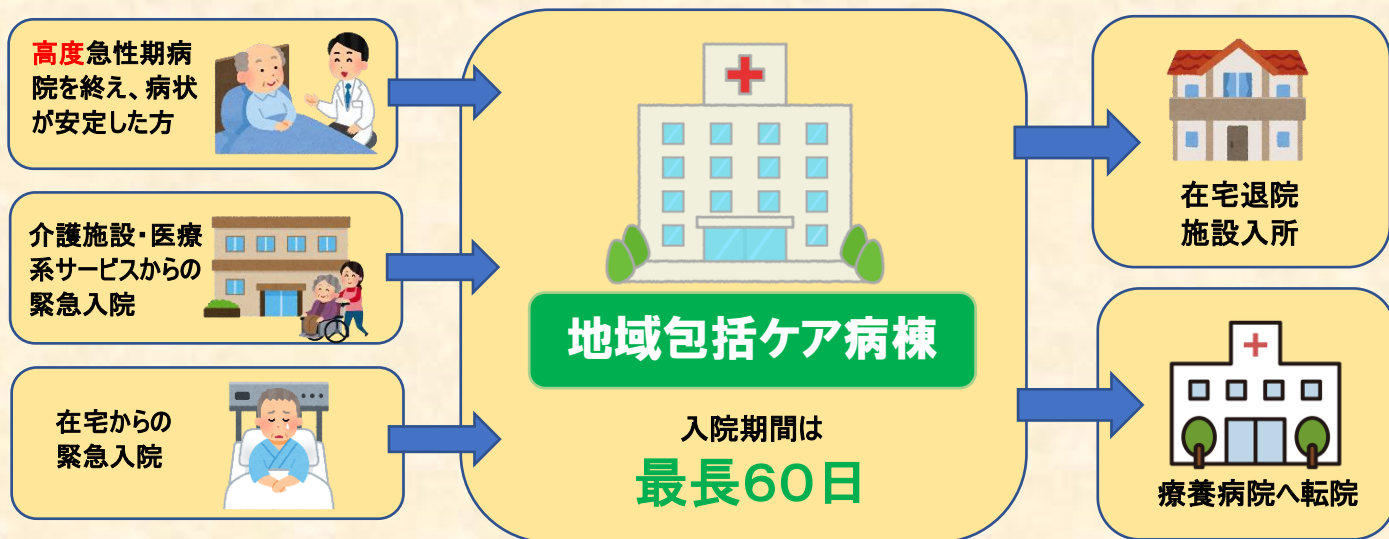 高度急性期病
院を終え、病状
が安定した方
介護施設・医療
系サービスからの
緊急入院
在宅からの
緊急入院
地域包括ケア病棟
入院期間は
最長60日
在宅退院
施設入所
療養病院へ転院